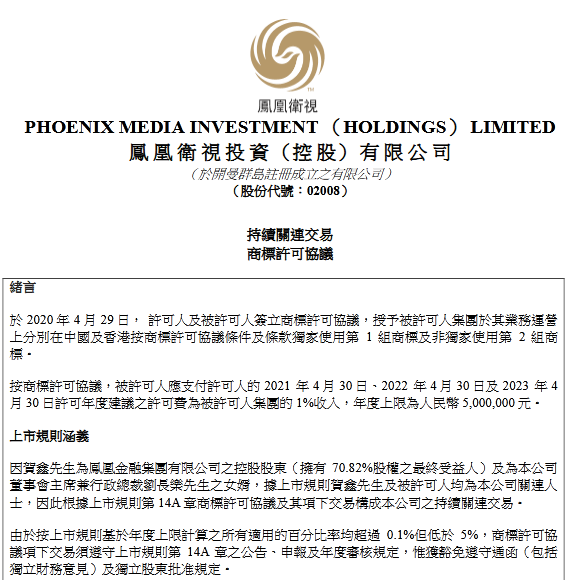 鳳凰衛視
PHOENIX MEDIA INVESTMENT （HOLDINGS） LIMITED
鳳凰衛視投資（控股）有限公司
（於開曼群島註冊成立之有限公司）
（股份代號：02008）
持續關連交易
商標許可協議
緒言
於 2020 年 4 月 29 日， 許可人及被許可人簽立商標許可協議，授予被許可人集團於其業務運營
上分別在中國及香港按商標許可協議條件及條款獨家使用第 1 組商標及非獨家使用第 2 組商
標。
按商標許可協議，被許可人應支付許可人的 2021 年 4 月 30 日、2022 年 4 月 30 日及 2023 年 4
月 30 日許可年度建議之許可費為被許可人集團的 1%收入，年度上限為人民幣 5,000,000 元。
上市規則涵義
因賀鑫先生為鳳凰金融集團有限公司之控股股東（擁有 70.82%股權之最終受益人）及為本公司
董事會主席兼行政總裁劉長樂先生之女婿，據上市規則賀鑫先生及被許可人均為本公司關連人
士，因此根據上市規則第 14A 章商標許可協議及其項下交易構成本公司之持續關連交易。
由於按上市規則基於年度上限計算之所有適用的百分比率均超過 0.1%但低於 5%，商標許可協
議項下交易須遵守上市規則第 14A 章之公告、申報及年度審核規定，惟獲豁免遵守通函（包括
獨立財務意見）及獨立股東批准規定。